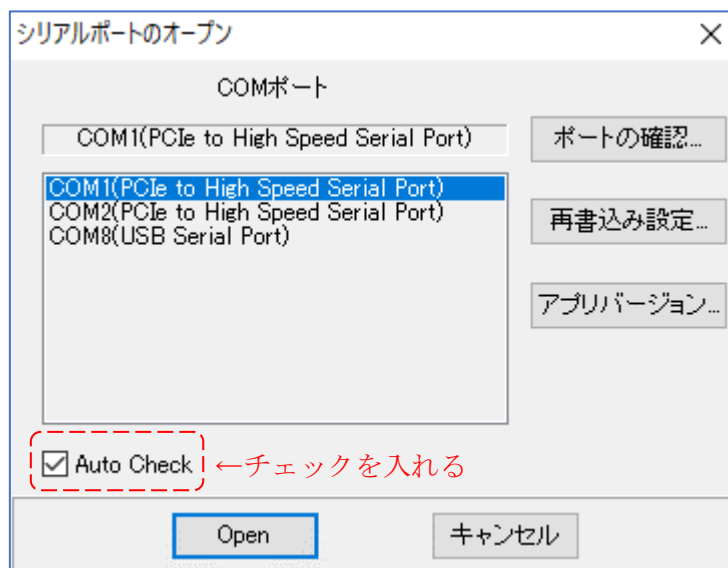 シリアルポートのオープン
COMポート
COM1(PCIe to High Speed Serial Port)
ポートの確認...
COM1(PCIe to High Speed Serial Port)
COM2(PCIe to High Speed Serial Port)
COM8(USB Serial Port)
再書込み設定...
アプリバージョン...
Auto Check ←チェックを入れる
Open
キャンセル